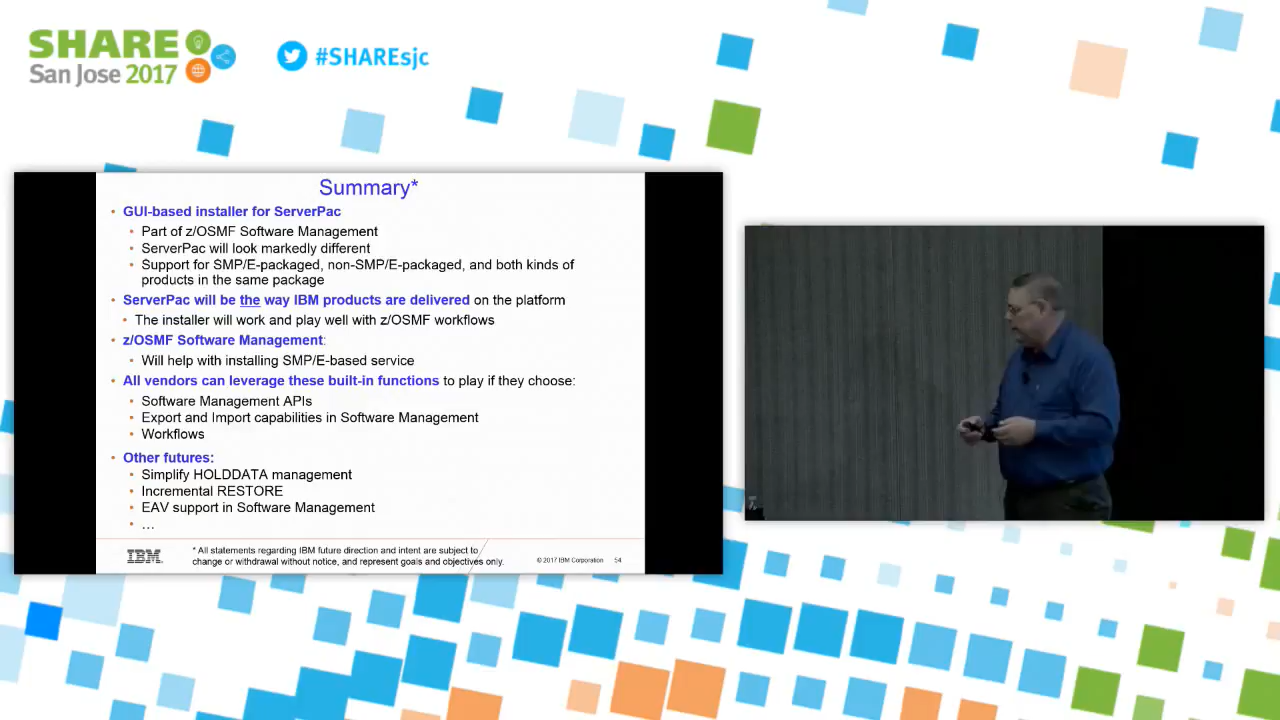 SHARE
San Jose 2017
#SHAREsjc
Summary*
• GUI-based installer for ServerPac
• Part of z/OSMF Software Management
• ServerPac will look markedly different
• Support for SMP/E-packaged, non-SMP/E-packaged, and both kinds of
products in the same package
• ServerPac will be the way IBM products are delivered on the platform
• The installer will work and play well with z/OSMF workflows
• z/OSMF Software Management:
• Will help with installing SMP/E-based service
• All vendors can leverage these built-in functions to play if they choose:
• Software Management APIs
• Export and Import capabilities in Software Management
• Workflows
• Other futures:
• Simplify HOLDDATA management
• Incremental RESTORE
• EAV support in Software Management
• …
IBM
* All statements regarding IBM future direction and intent are subject to
change or withdrawal without notice, and represent goals and objectives only.
© 2017 IBM Corporation 54